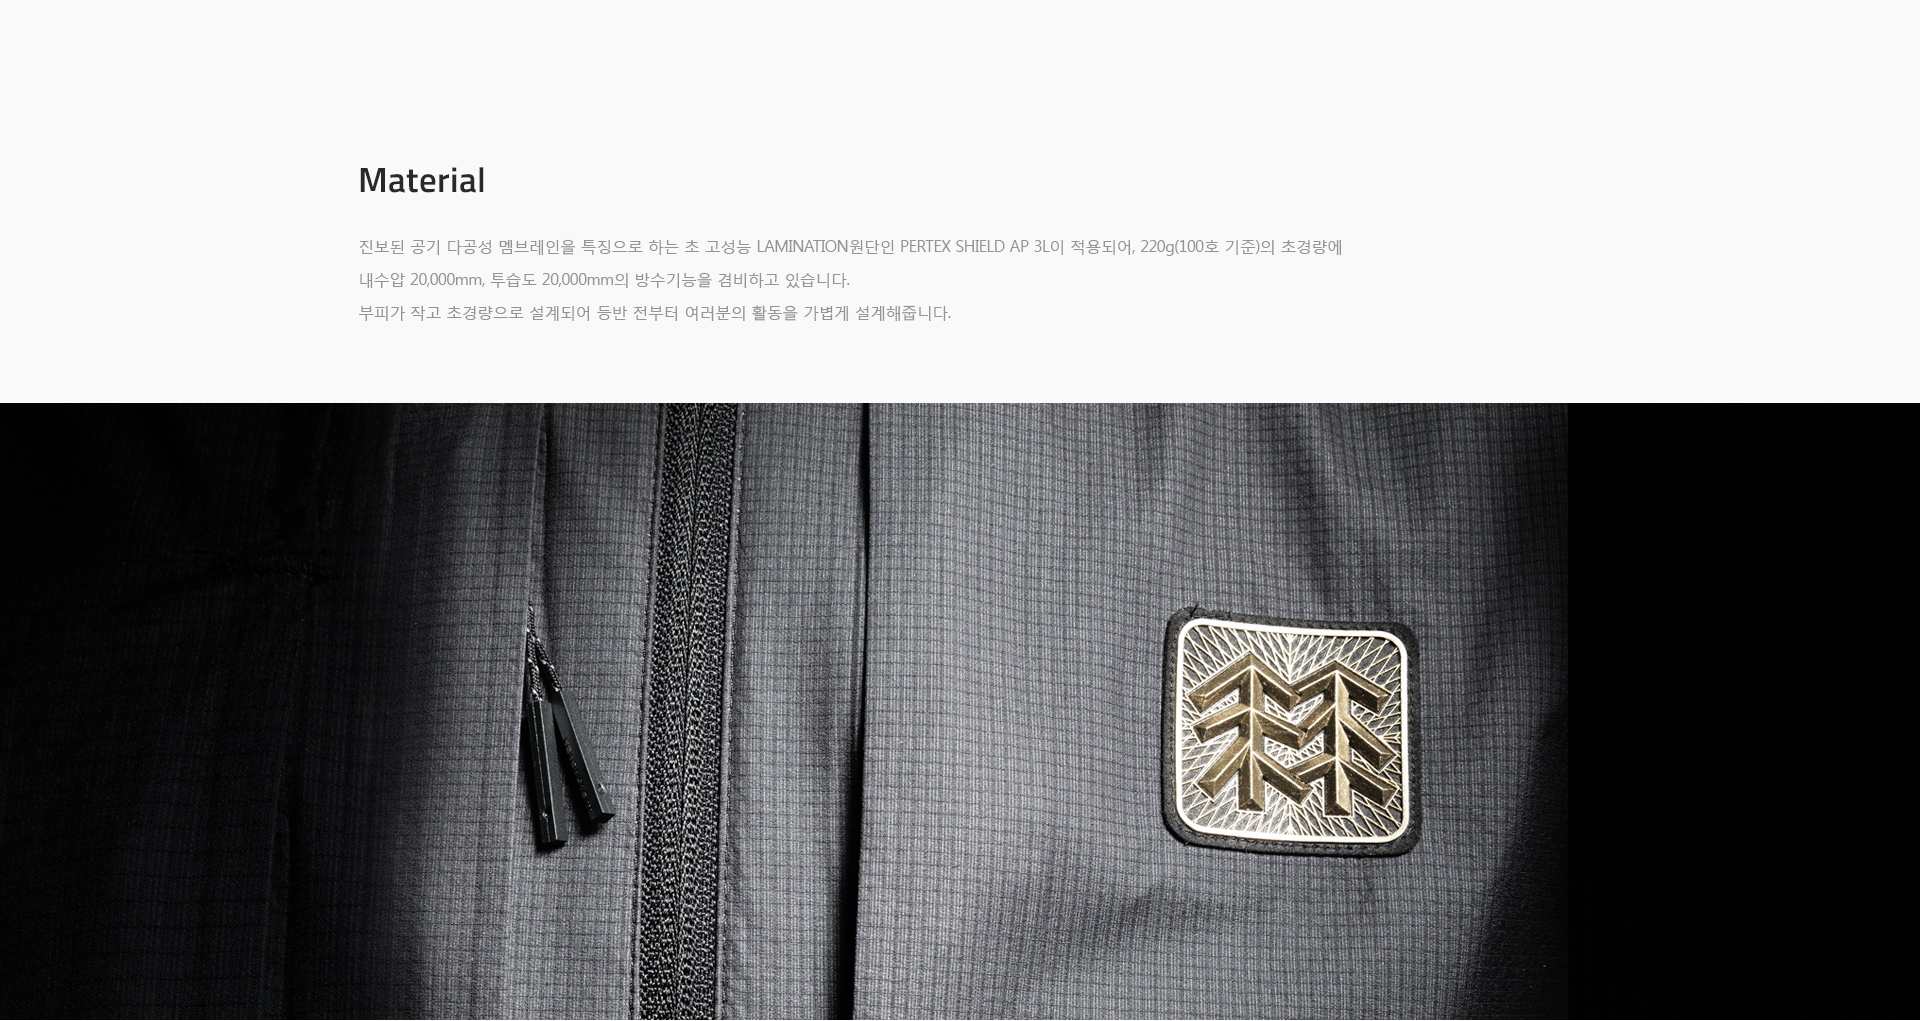 Material
진보된 공기 다공성 멤브레인을 특징으로 하는 초 고성능 LAMINATION원단인 PERTEX SHIELD AP 3L이 적용되어, 220g(100호 기준)의 초경량에
내수압 20,000mm, 투습도 20,000mm의 방수기능을 겸비하고 있습니다.
부피가 작고 초경량으로 설계되어 등반 전부터 여러분의 활동을 가볍게 설계해줍니다.